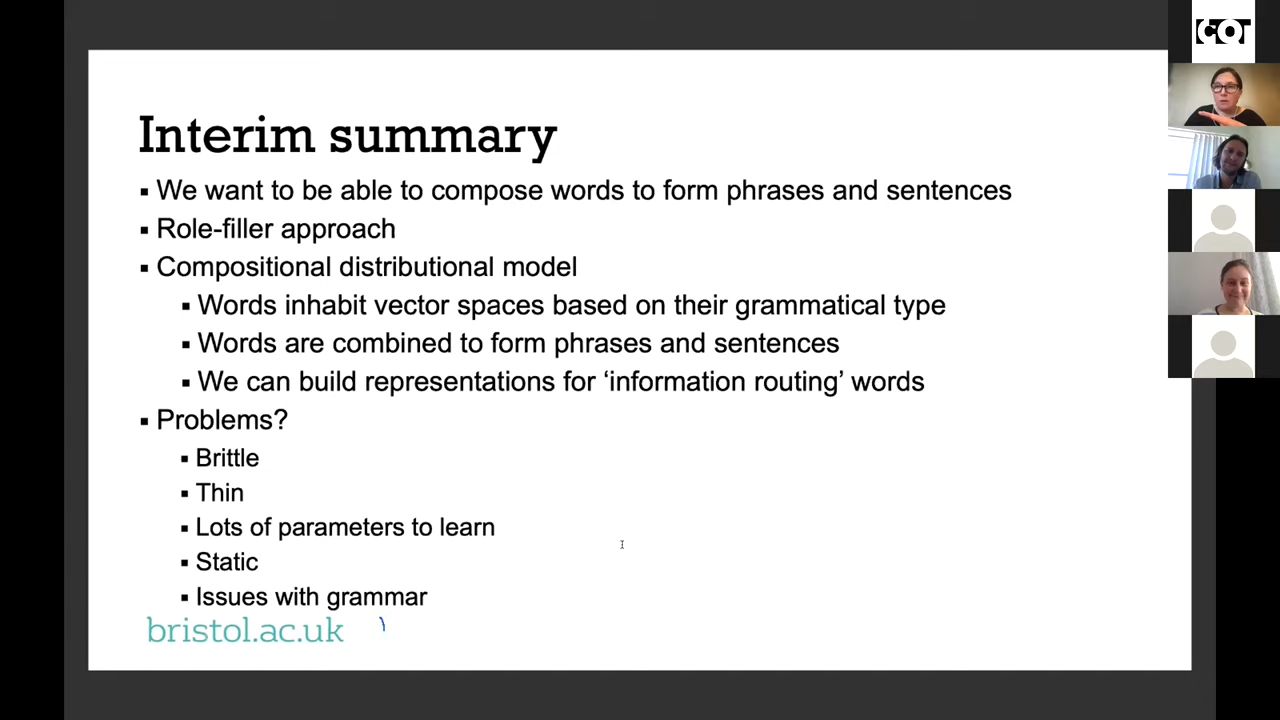 Interim summary
▪ We want to be able to compose words to form phrases and sentences
▪ Role-filler approach
▪ Compositional distributional model
▪ Words inhabit vector spaces based on their grammatical type
▪ Words are combined to form phrases and sentences
▪ We can build representations for ‘information routing’ words
▪ Problems?
▪ Brittle
▪ Thin
▪ Lots of parameters to learn
▪ Static
▪ Issues with grammar
bristol.ac.uk